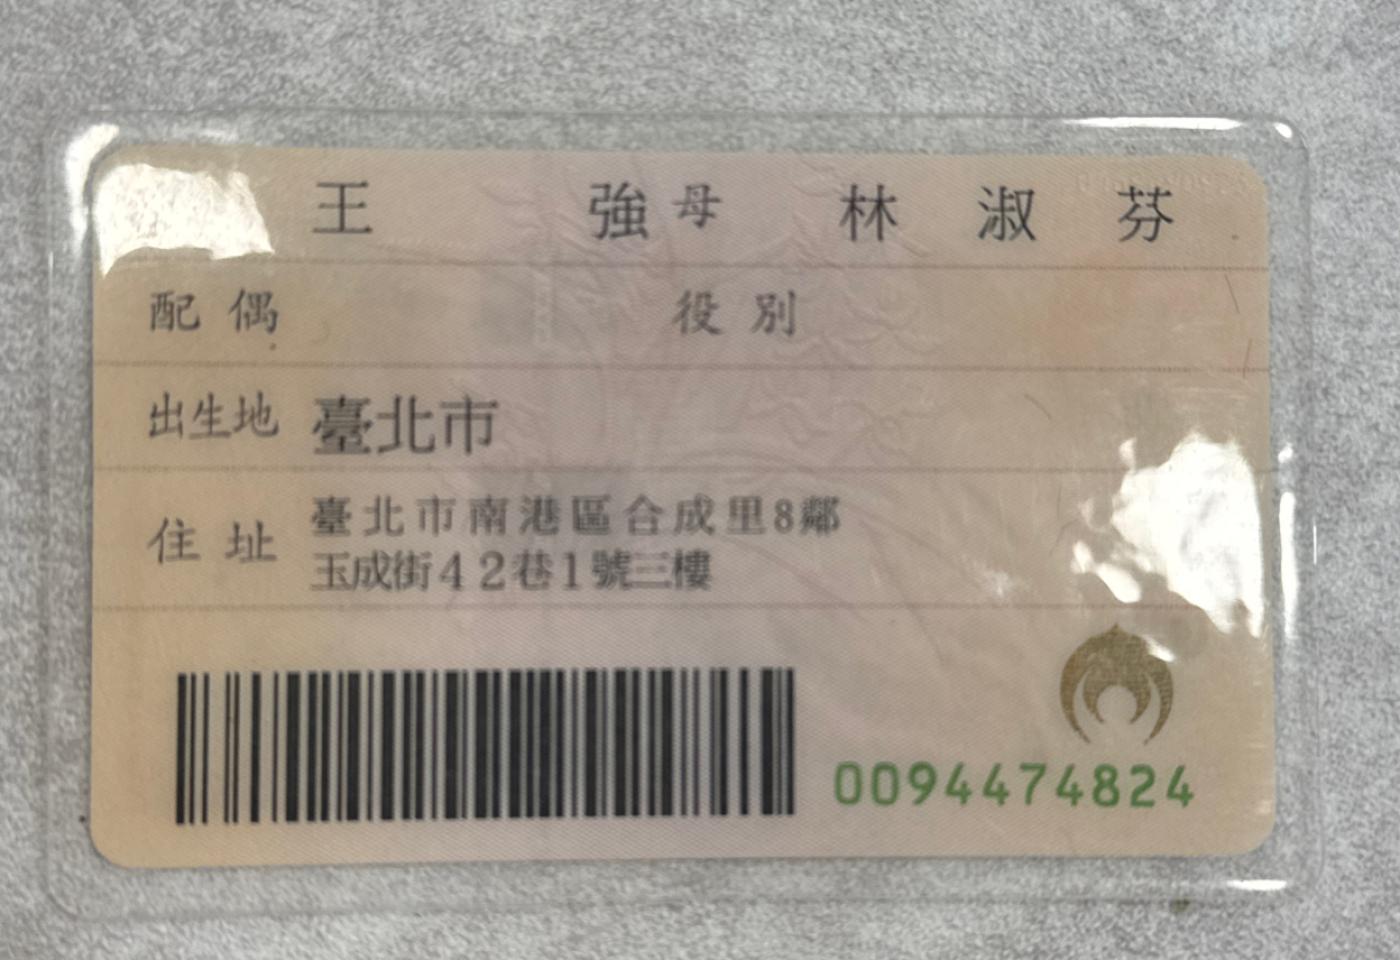 王 強 母 林 淑 芬
配偶 役別
出生地 臺北市
住址 臺北市南港區合成里8鄰
玉成街42巷1號三樓
0094474824